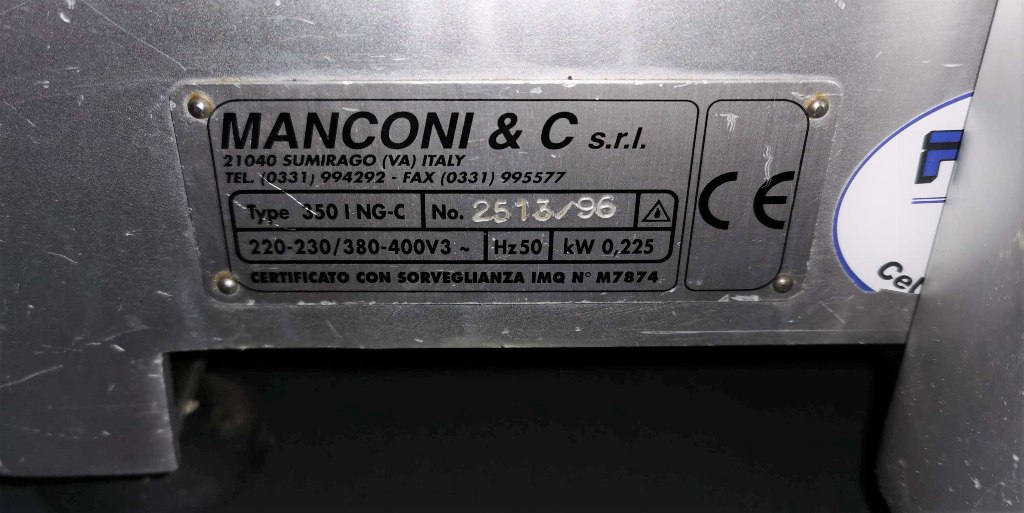 MANCONI & C s.r.l.
21040 SUMIRAGO (VA) ITALY
TEL. (0331) 994292 - FAX (0331) 995577
Type 350 I NG-C No. 2513/96
220-230/380-400V3 ~ Hz50 kW 0,225
CERTIFICATO CON SORVEGLIANZA IMQ N° M7874
CE